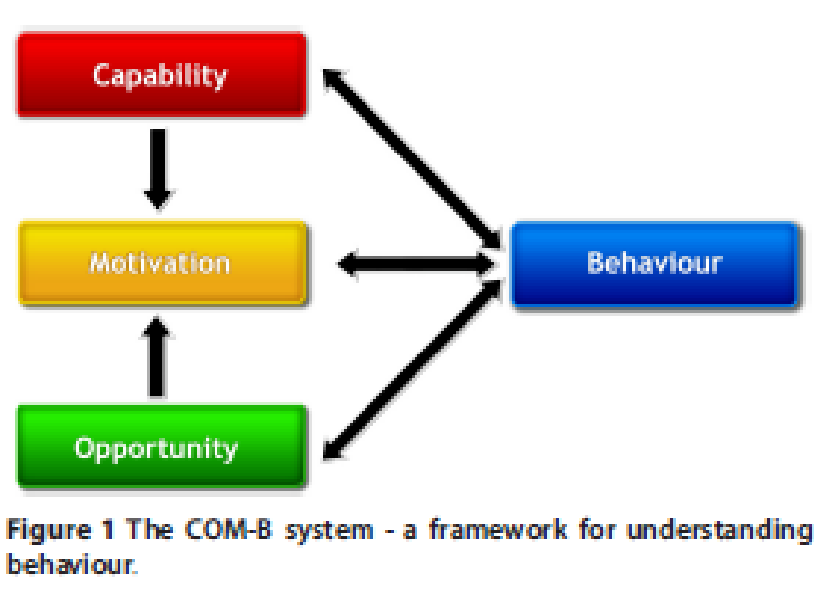 Capability
Motivation
Behaviour
Opportunity
Figure 1 The COM-B system - a framework for understanding
behaviour.